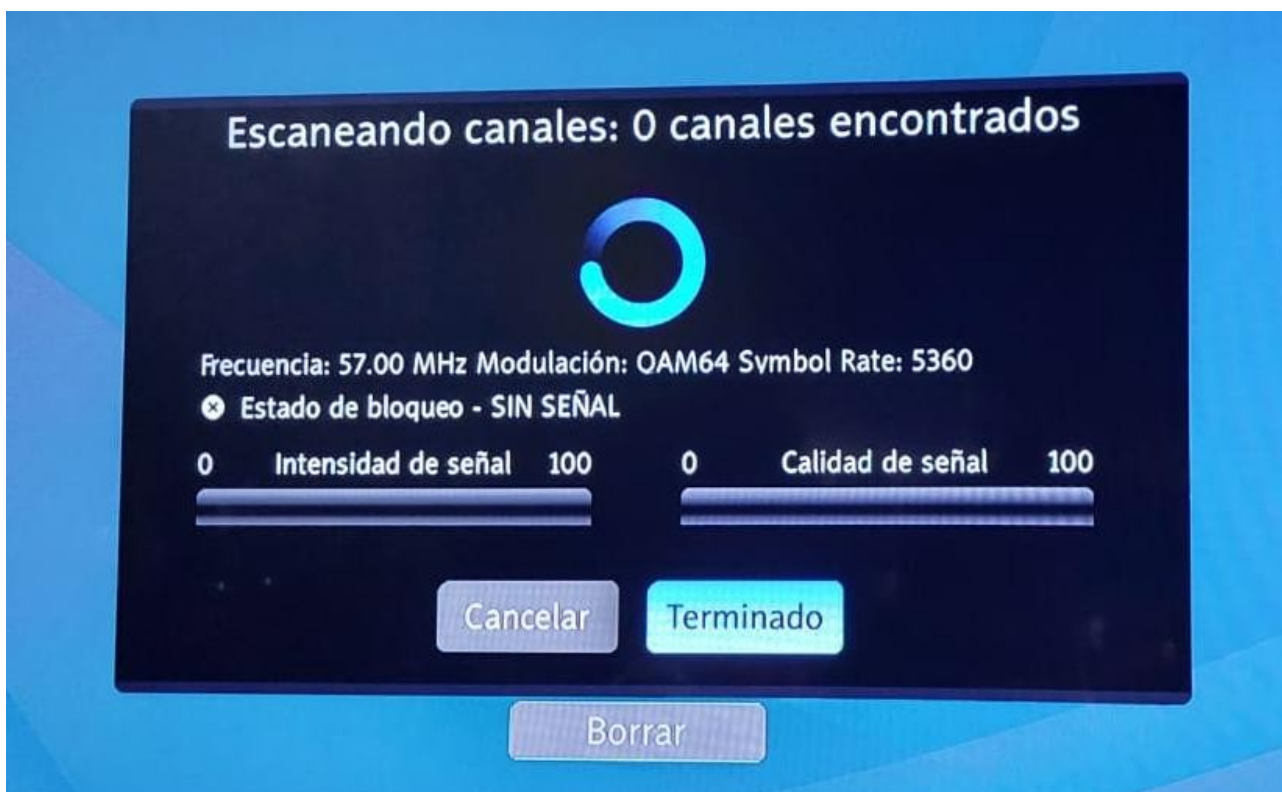 Escaneando canales: 0 canales encontrados
Frecuencia: 57.00 MHz Modulación: QAM64 Symbol Rate: 5360
Estado de bloqueo - SIN SEÑAL
0 Intensidad de señal 100 0 Calidad de señal 100
Cancelar Terminado
Borrar